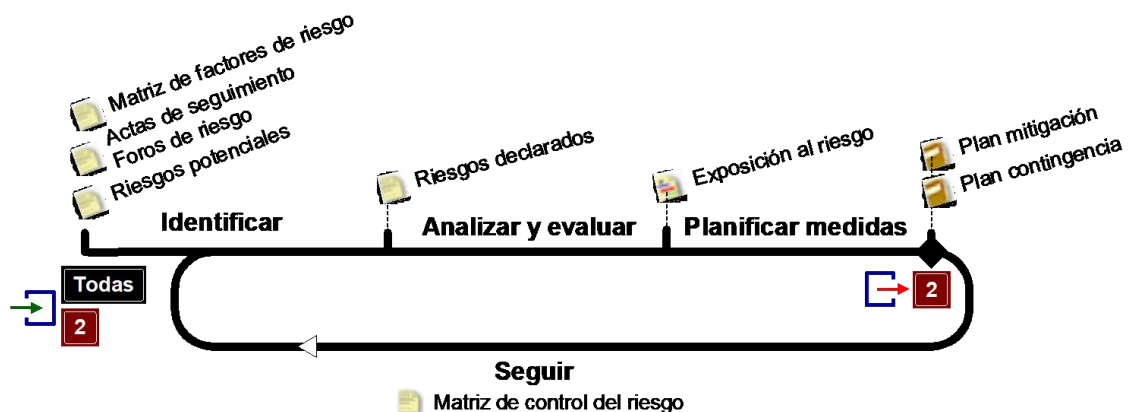 Matriz de factores de riesgo
Actas de seguimiento
Foros de riesgo
Riesgos potenciales
Riesgos declarados
Exposición al riesgo
Plan mitigación
Plan contingencia
Identificar
Analizar y evaluar
Planificar medidas
Todas
2
2
Seguir
Matriz de control del riesgo